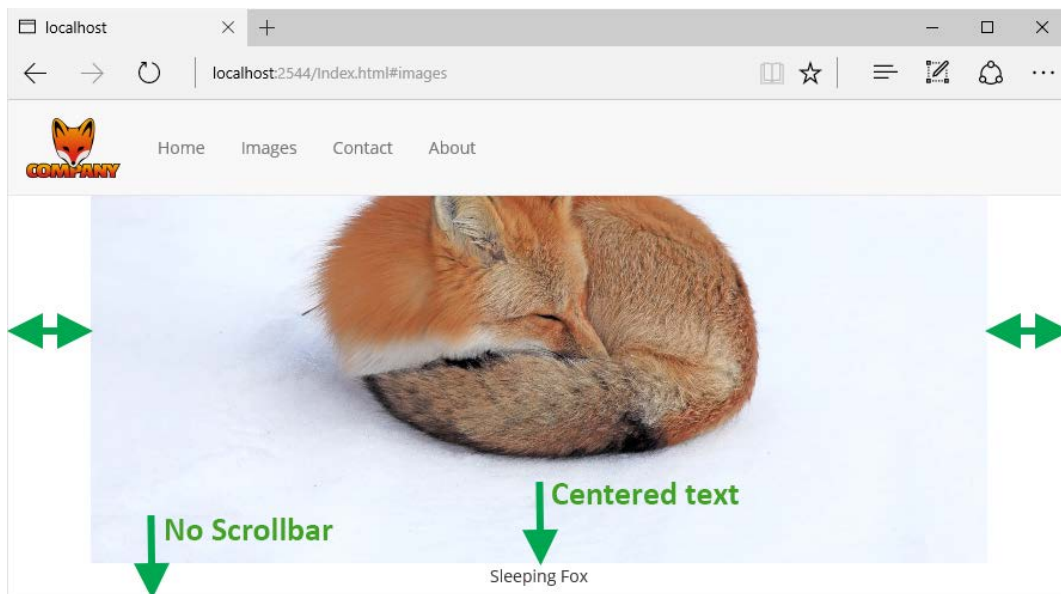 localhost
localhost:2544/Index.html#images
COMPANY
Home Images Contact About
Centered text
No Scrollbar
Sleeping Fox